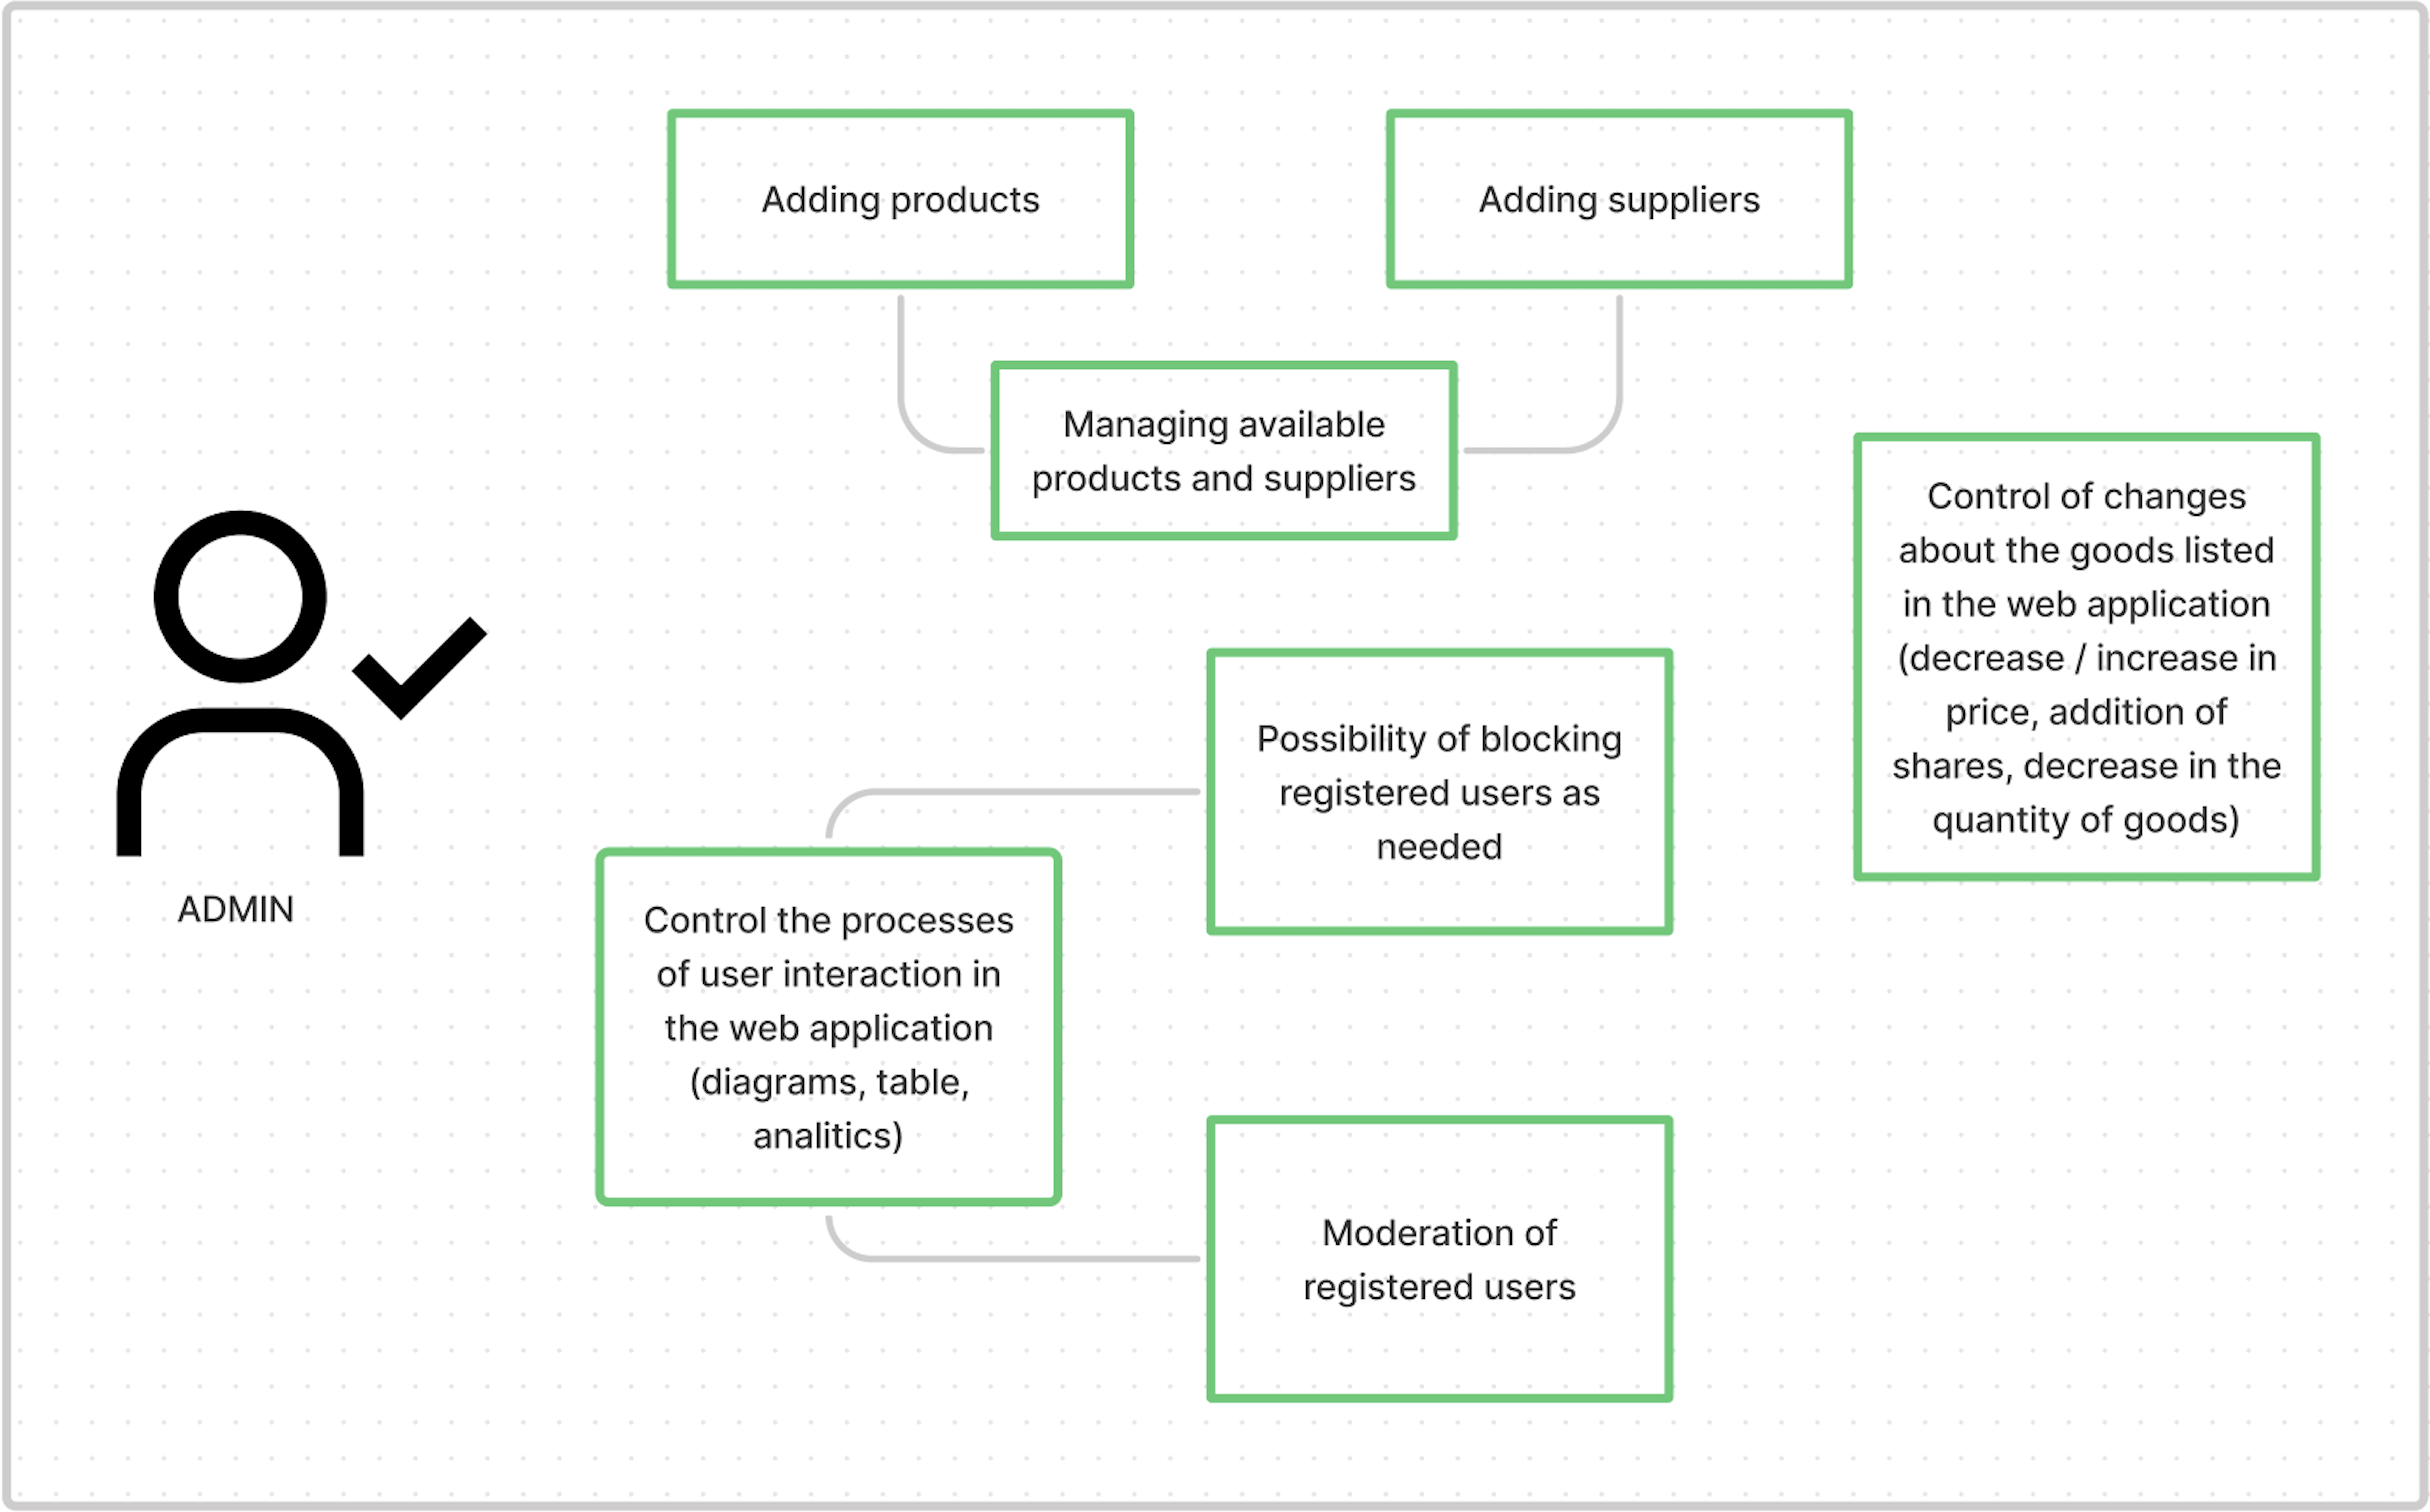 Adding products
Adding suppliers
Managing available
products and suppliers
Control of changes
about the goods listed
in the web application
(decrease / increase in
price, addition of
shares, decrease in the
quantity of goods)
Possibility of blocking
registered users as
needed
ADMIN
Control the processes
of user interaction in
the web application
(diagrams, table,
analitics)
Moderation of
registered users